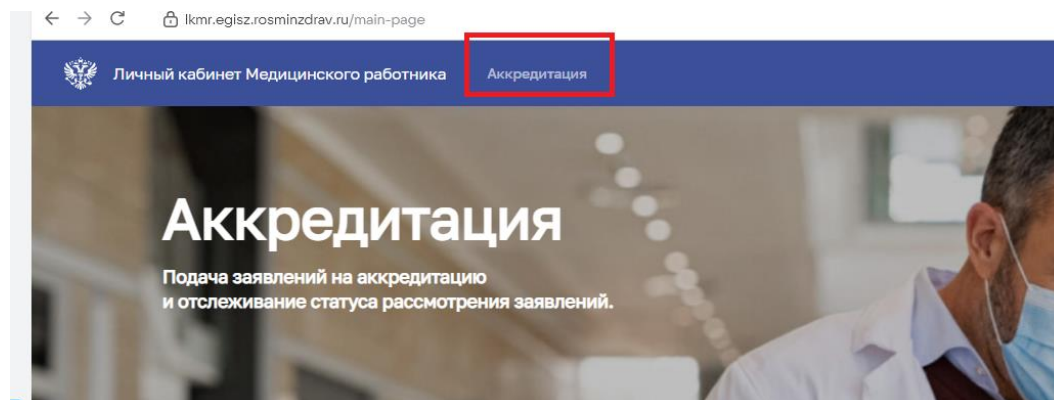 lkmr.egisz.rosminzdrav.ru/main-page
Личный кабинет Медицинского работника Аккредитация
Аккредитация
Подача заявлений на аккредитацию
и отслеживание статуса рассмотрения заявлений.